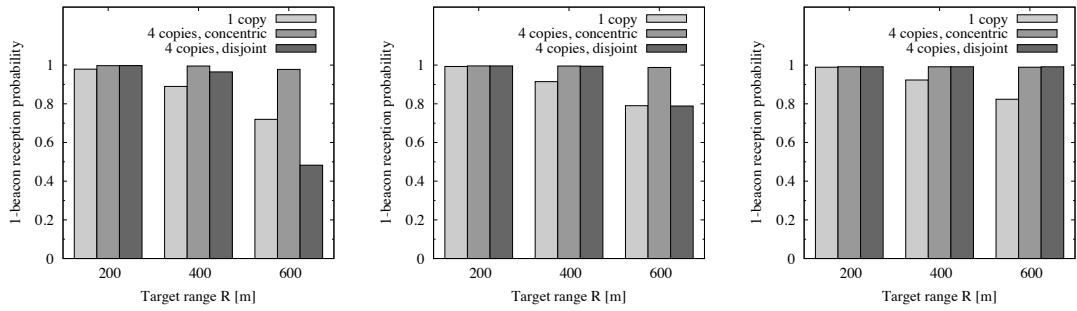 1 copy
4 copies, concentric
4 copies, disjoint
1-beacon reception probability
1
0.8
0.6
0.4
0.2
0
200 400 600
Target range R [m]
1 copy
4 copies, concentric
4 copies, disjoint
1-beacon reception probability
1
0.8
0.6
0.4
0.2
0
200 400 600
Target range R [m]
1 copy
4 copies, concentric
4 copies, disjoint
1-beacon reception probability
1
0.8
0.6
0.4
0.2
0
200 400 600
Target range R [m]